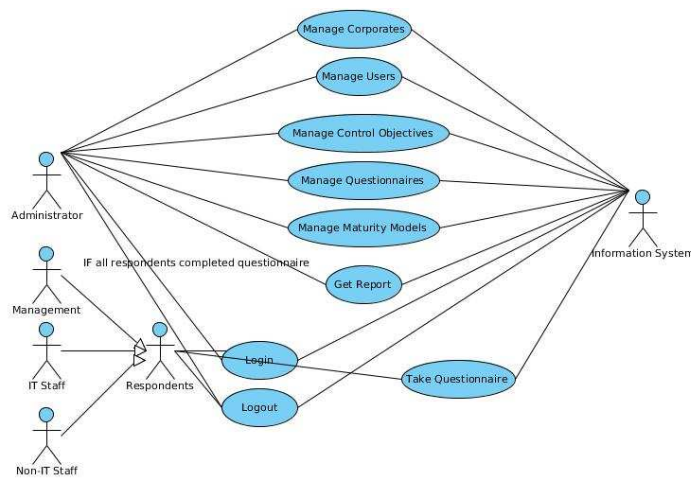 Manage Corporates
Manage Users
Manage Control Objectives
Manage Questionnaires
Administrator
Manage Maturity Models
Information System
IF all respondents completed questionnaire
Get Report
Management
Login
IT Staff
Respondents
Take Questionnaire
Logout
Non-IT Staff